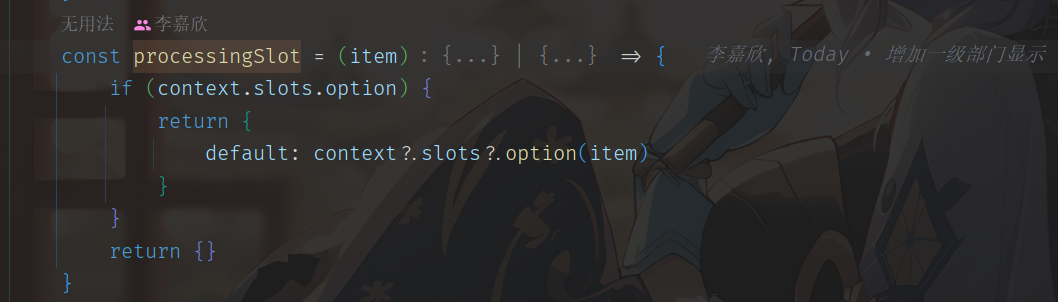 无用法 李嘉欣
const processingSlot = (item) : {...} | {...} => { 李嘉欣, Today • 增加一级部门显示
if (context.slots.option) {
return {
default: context?.slots?.option(item)
}
}
return {}
}